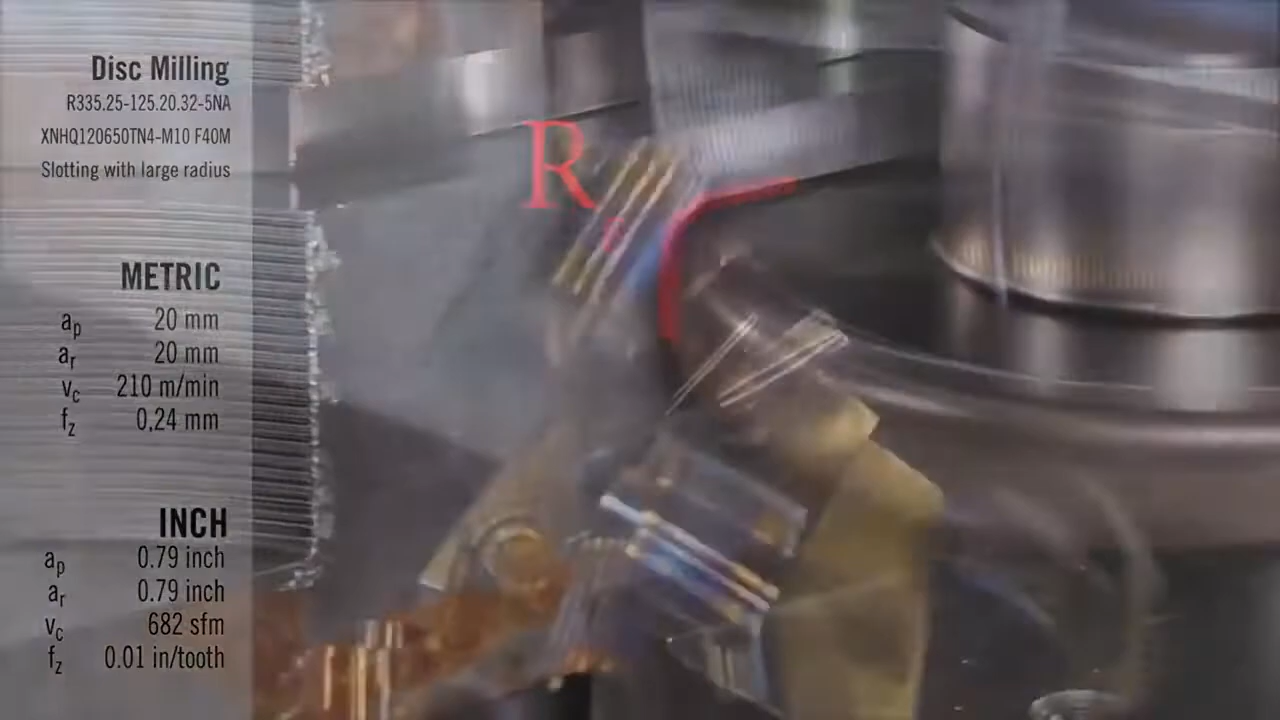 Disc Milling
R335.25-125.20.32-5NA
XNHQ120650TN4-M10 F40M
Slotting with large radius
METRIC
ap 20 mm
ar 20 mm
vc 210 m/min
fz 0,24 mm
INCH
ap 0.79 inch
ar 0.79 inch
vc 682 sfm
fz 0.01 in/tooth
R